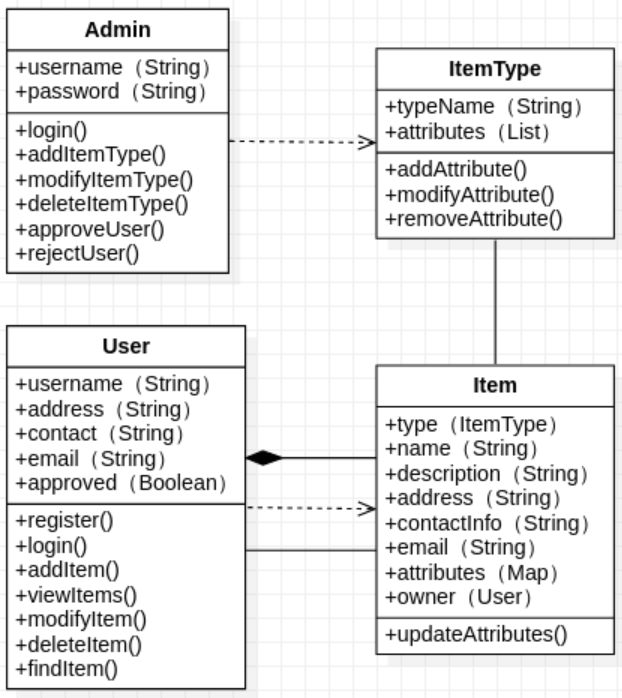 Admin
+username（String）
+password（String）
+login()
+addItemType()
+modifyItemType()
+deleteItemType()
+approveUser()
+rejectUser()
ItemType
+typeName（String）
+attributes（List）
+addAttribute()
+modifyAttribute()
+removeAttribute()
User
+username（String）
+address（String）
+contact（String）
+email（String）
+approved（Boolean）
+register()
+login()
+addItem()
+viewItems()
+modifyItem()
+deleteItem()
+findItem()
Item
+type（ItemType）
+name（String）
+description（String）
+address（String）
+contactInfo（String）
+email（String）
+attributes（Map）
+owner（User）
+updateAttributes()